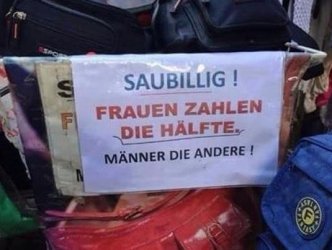 SAUBILLIG !
FRAUEN ZAHLEN
DIE HÄLFTE.
MÄNNER DIE ANDERE !